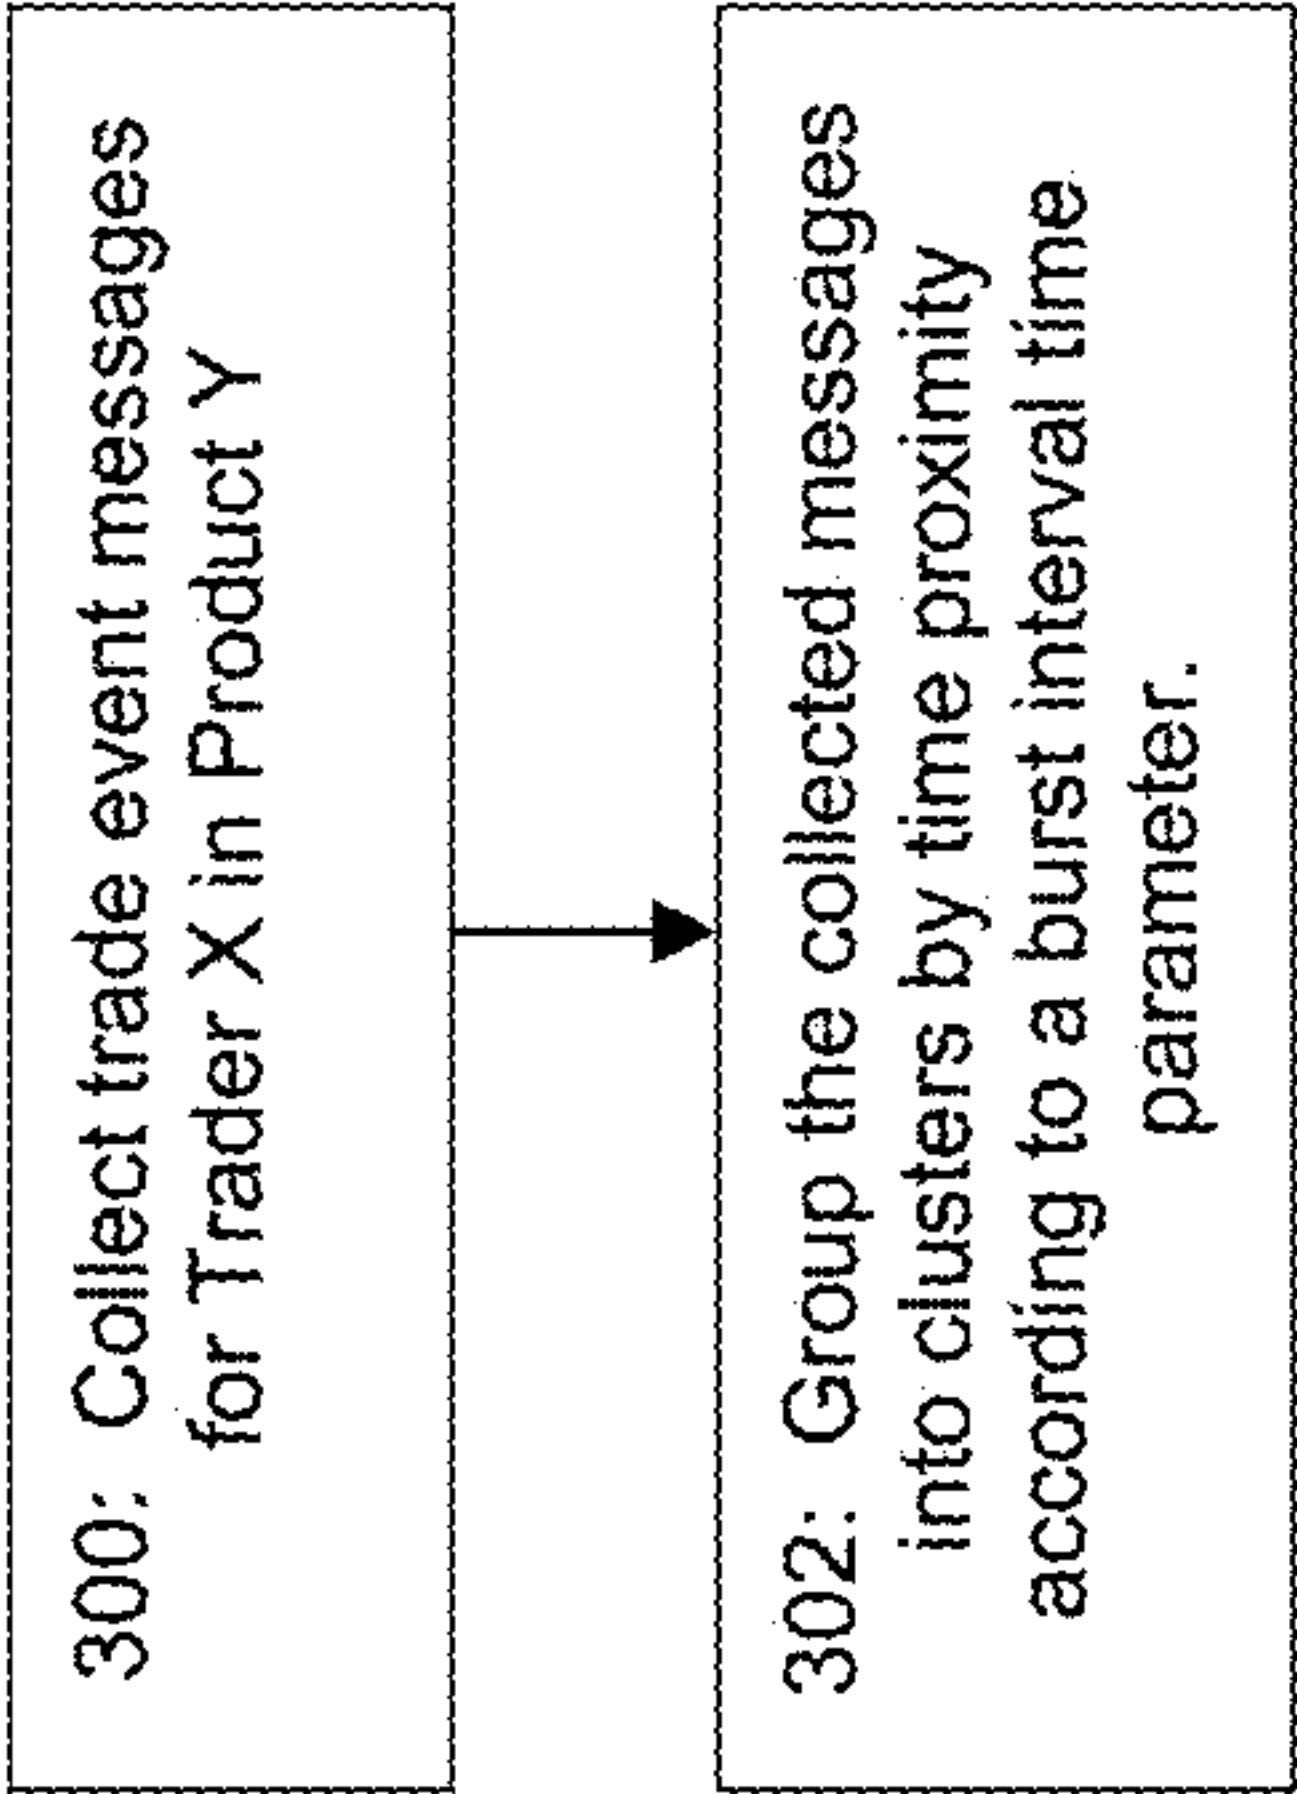 300: Collect trade event messages
for Trader X in Product Y
302: Group the collected messages
into clusters by time proximity
according to a burst interval time
parameter.